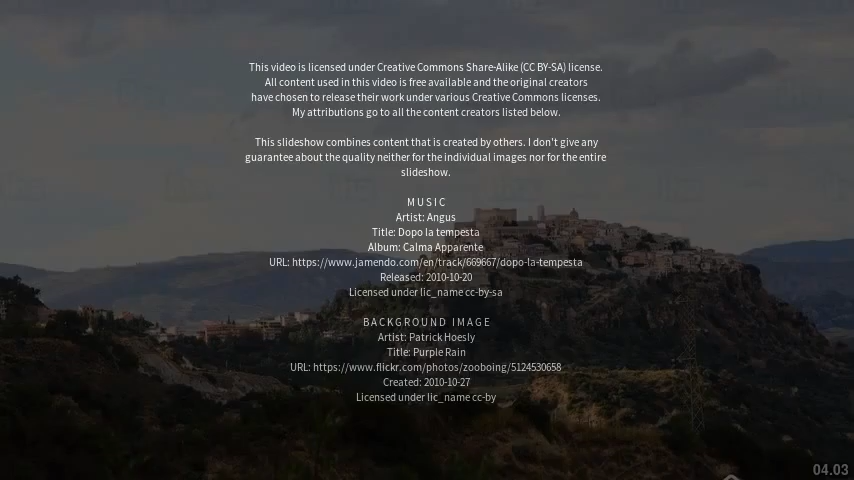 This video is licensed under Creative Commons Share-Alike (CC BY-SA) license.
All content used in this video is free available and the original creators
have chosen to release their work under various Creative Commons licenses.
My attributions go to all the content creators listed below.
This slideshow combines content that is created by others. I don't give any
guarantee about the quality neither for the individual images nor for the entire
slideshow.
MUSIC
Artist: Angus
Title: Dopo la tempesta
Album: Calma Apparente
URL: https://www.jamendo.com/en/track/669667/dopo-la-tempesta
Released: 2010-10-20
Licensed under lic_name cc-by-sa
BACKGROUND IMAGE
Artist: Patrick Hoesly
Title: Purple Rain
URL: https://www.flickr.com/photos/zooboing/5124530658
Created: 2010-10-27
Licensed under lic_name cc-by
04.03